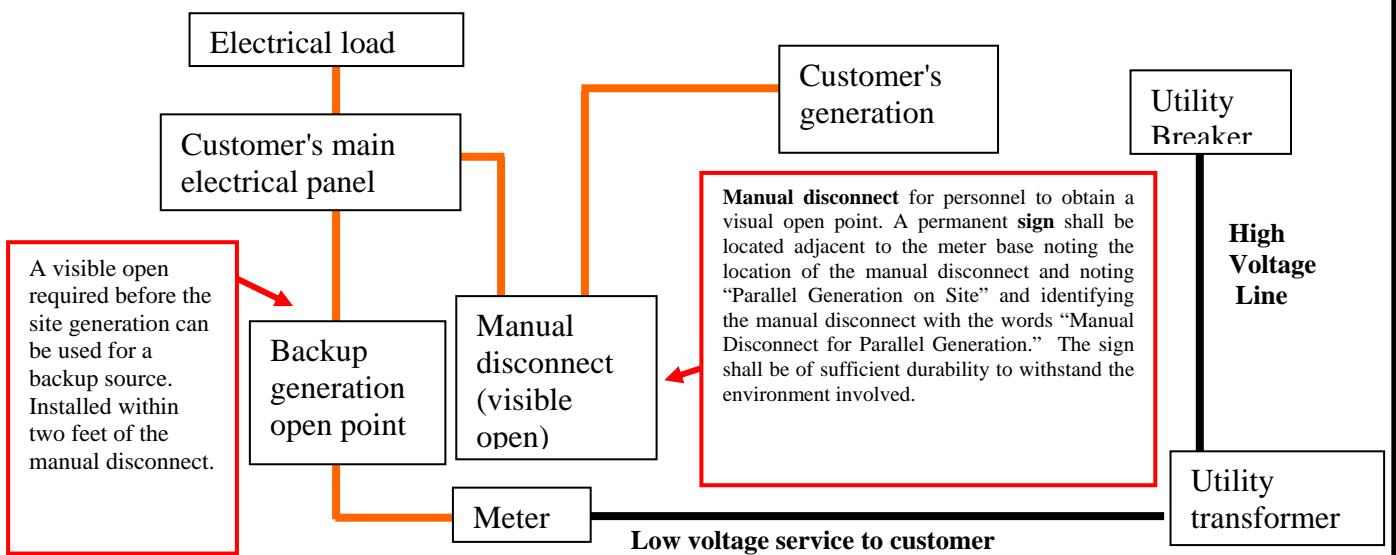 Electrical load
Customer's main
electrical panel
Customer's
generation
Utility
Breaker
A visible open
required before the
site generation can
be used for a
backup source.
Installed within
two feet of the
manual disconnect.
Backup
generation
open point
Manual
disconnect
(visible
open)
Manual disconnect for personnel to obtain a
visual open point. A permanent sign shall be
located adjacent to the meter base noting the
location of the manual disconnect and noting
“Parallel Generation on Site” and identifying
the manual disconnect with the words “Manual
Disconnect for Parallel Generation.” The sign
shall be of sufficient durability to withstand the
environment involved.
High
Voltage
Line
Meter
Low voltage service to customer
Utility
transformer